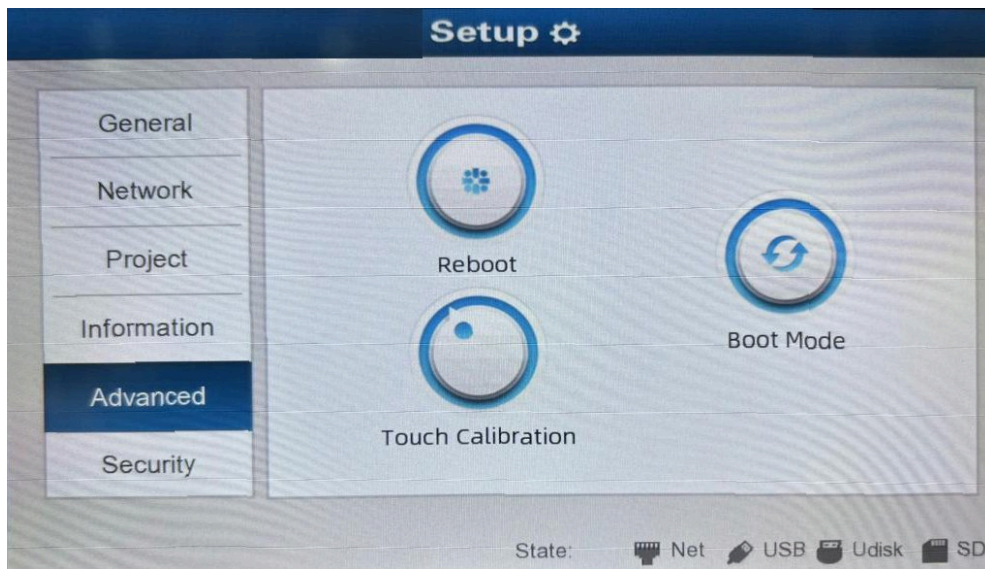 Setup
General
Network
Project
Information
Advanced
Security
Reboot
Boot Mode
Touch Calibration
State: Net USB Udisk SD